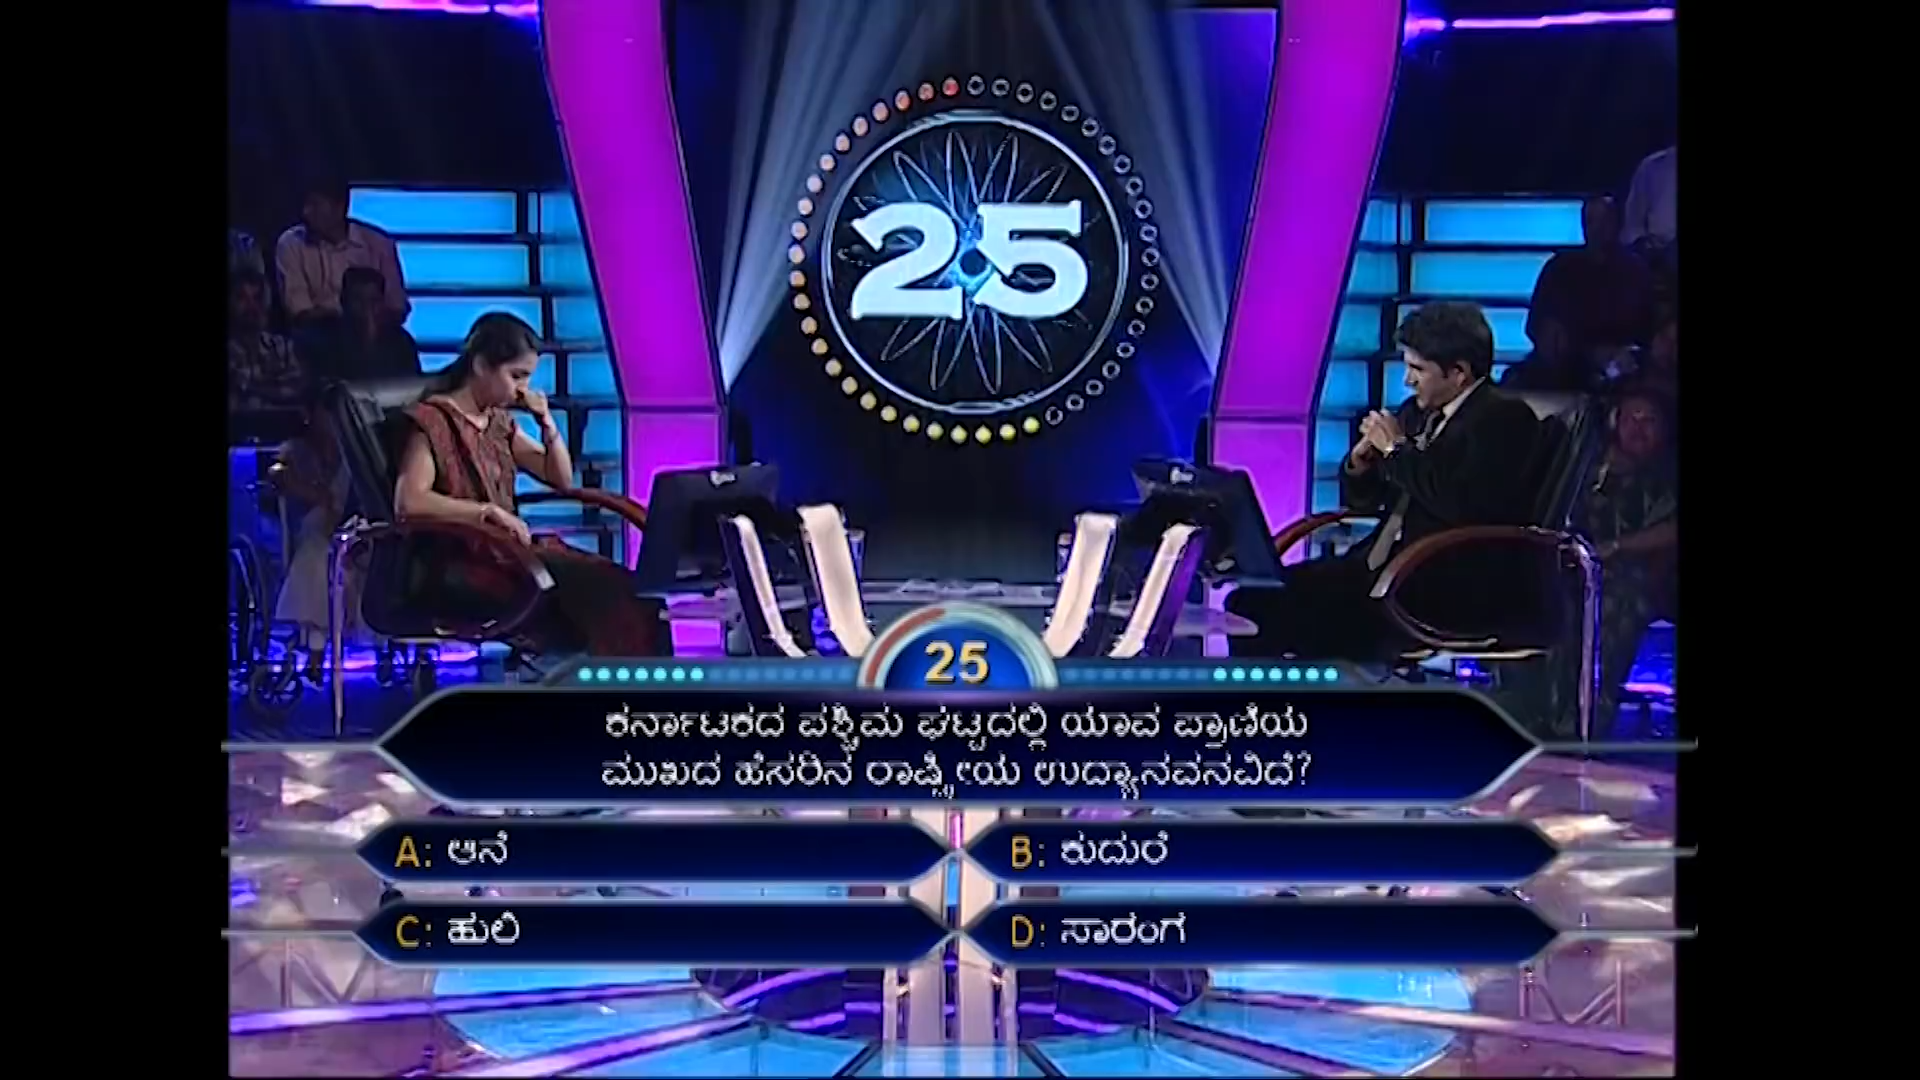 25
25
ಕರ್ನಾಟಕದ ಪಶ್ಚಿಮ ಘಟ್ಟದಲ್ಲಿ ಯಾವ ಪ್ರಾಣಿಯ
ಮುಖದ ಹೆಸರಿನ ರಾಷ್ಟ್ರೀಯ ಉದ್ಯಾನವನವಿದೆ?
A: ಆನೆ
B: ಕುದುರೆ
C: ಹುಲಿ
D: ಸಾರಂಗ